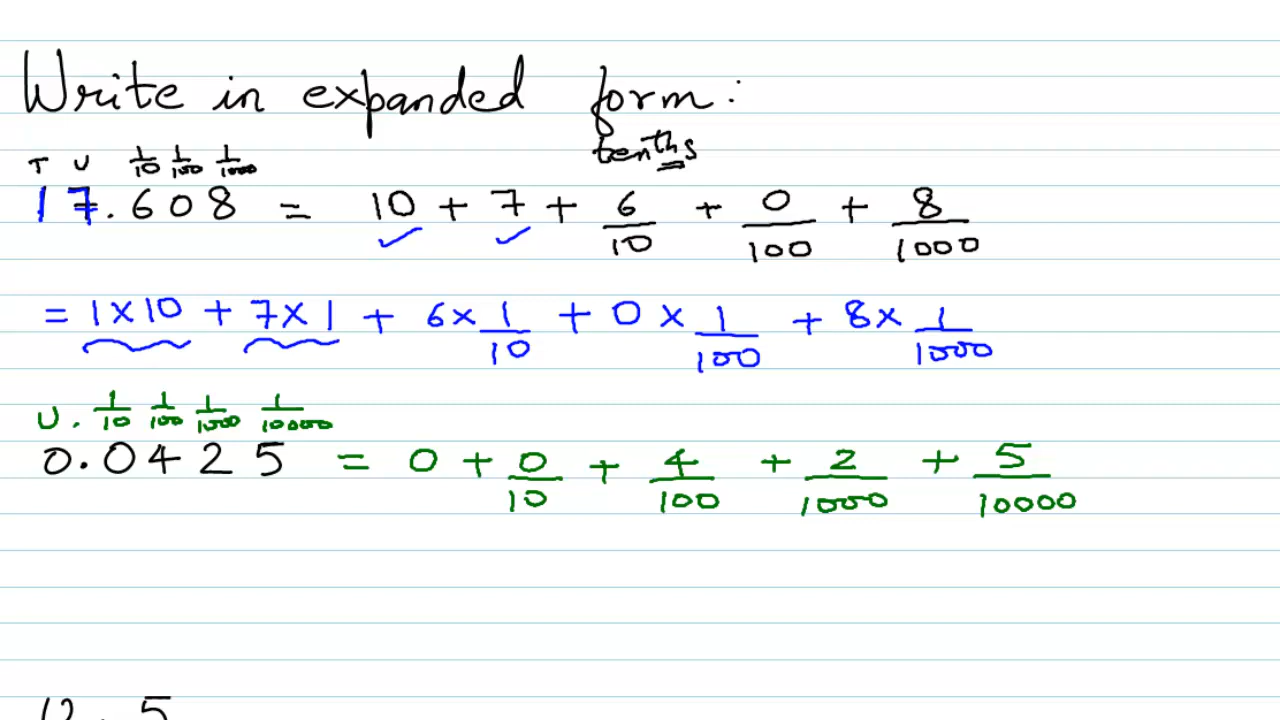 Write in expanded form:
tenths
T U 1/10 1/100 1/1000
17.608 = 10 + 7 + 6/10 + 0/100 + 8/1000
= 1×10 + 7×1 + 6×1/10 + 0×1/100 + 8×1/1000
U . 1/10 1/100 1/1000 1/10000
0.0425 = 0 + 0/10 + 4/100 + 2/1000 + 5/10000